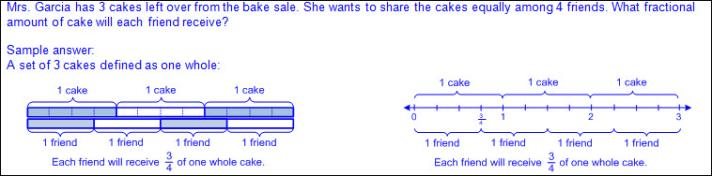 Mrs. Garcia has 3 cakes left over from the bake sale. She wants to share the cakes equally among 4 friends. What fractional
amount of cake will each friend receive?
Sample answer:
A set of 3 cakes defined as one whole:
1 cake 1 cake 1 cake
1 friend 1 friend 1 friend 1 friend
Each friend will receive 3/4 of one whole cake.
1 cake 1 cake 1 cake
0 3/4 1 2 3
1 friend 1 friend 1 friend 1 friend
Each friend will receive 3/4 of one whole cake.